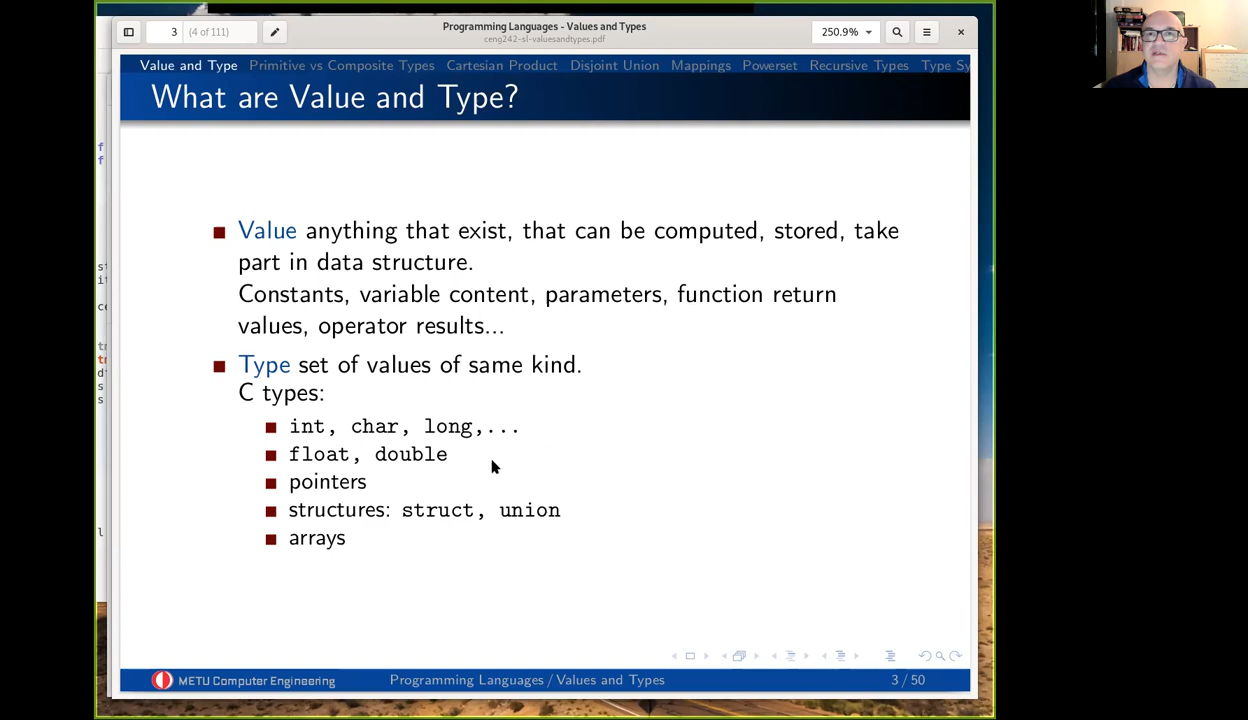 Programming Languages - Values and Types
ceng242-sl-valuesandtypes.pdf
3 (4 of 111)
250.9%
Value and Type Primitive vs Composite Types Cartesian Product Disjoint Union Mappings Powerset Recursive Types Type Sy
What are Value and Type?
Value anything that exist, that can be computed, stored, take
part in data structure.
Constants, variable content, parameters, function return
values, operator results...
Type set of values of same kind.
C types:
int, char, long,...
float, double
pointers
structures: struct, union
arrays
METU Computer Engineering Programming Languages / Values and Types 3 / 50